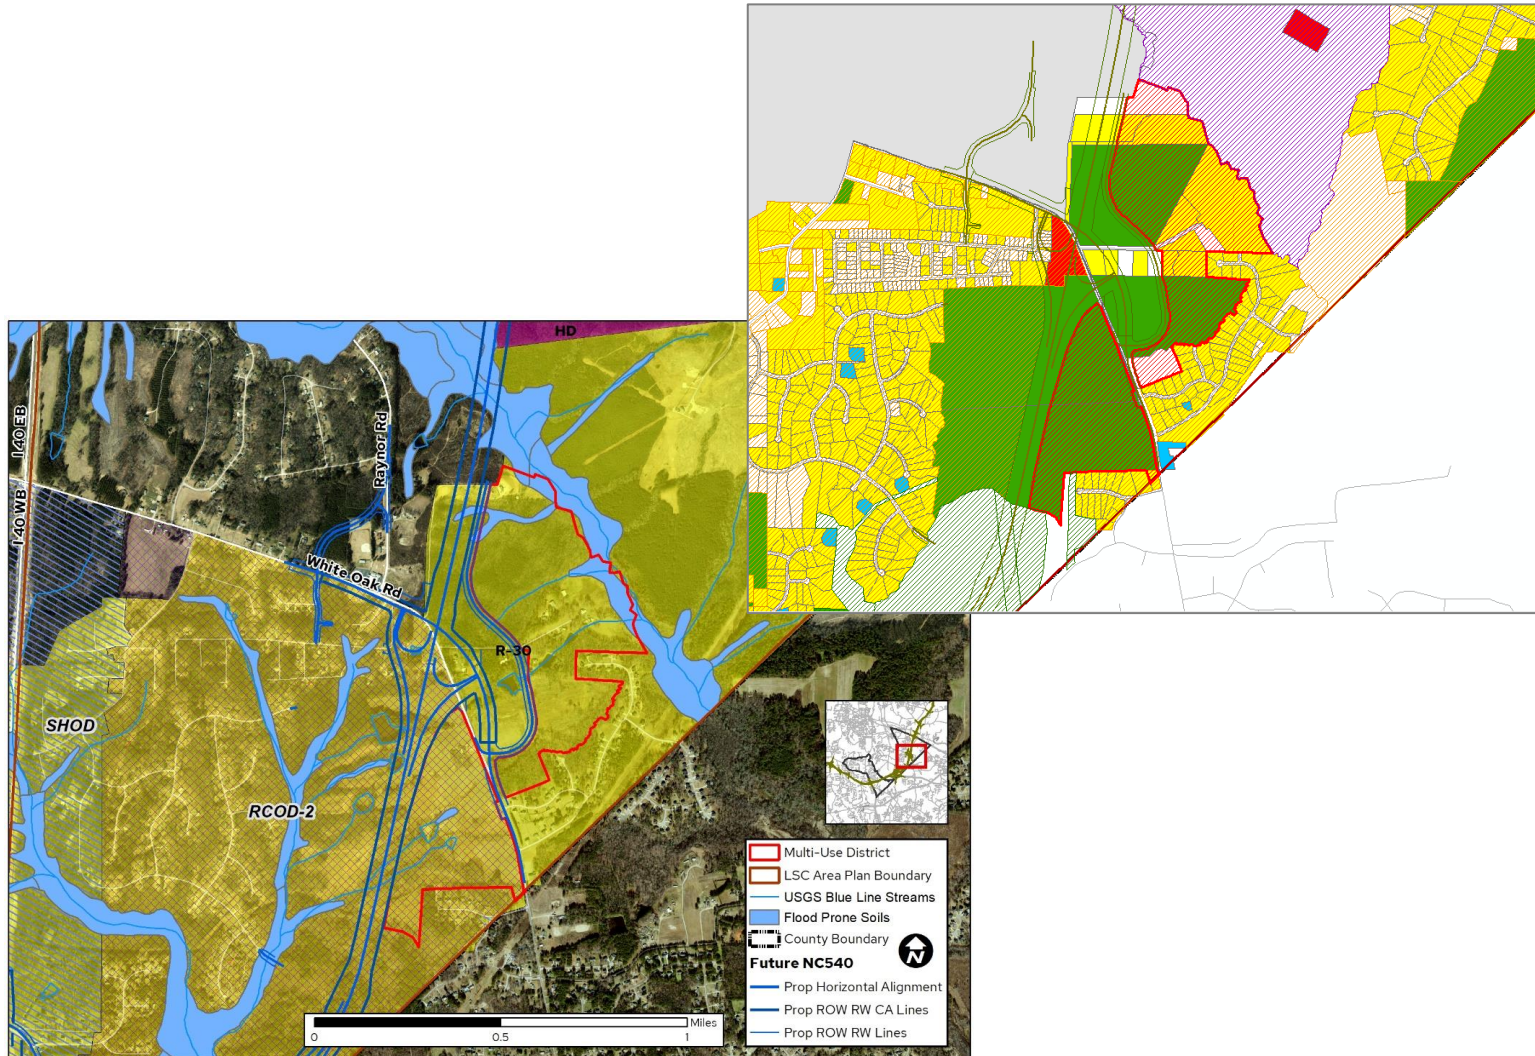 HD
I 40 EB
I 40 WB
Raynor Rd
White Oak Rd
R-30
SHOD
RCOD-2
Multi-Use District
LSC Area Plan Boundary
USGS Blue Line Streams
Flood Prone Soils
County Boundary
N
Future NC540
Prop Horizontal Alignment
Prop ROW RW CA Lines
Prop ROW RW Lines
Miles
0 0.5 1